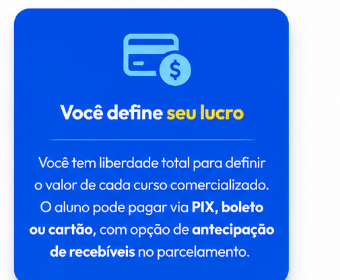 Você define seu lucro
Você tem liberdade total para definir
o valor de cada curso comercializado.
O aluno pode pagar via PIX, boleto
ou cartão, com opção de antecipação
de recebíveis no parcelamento.